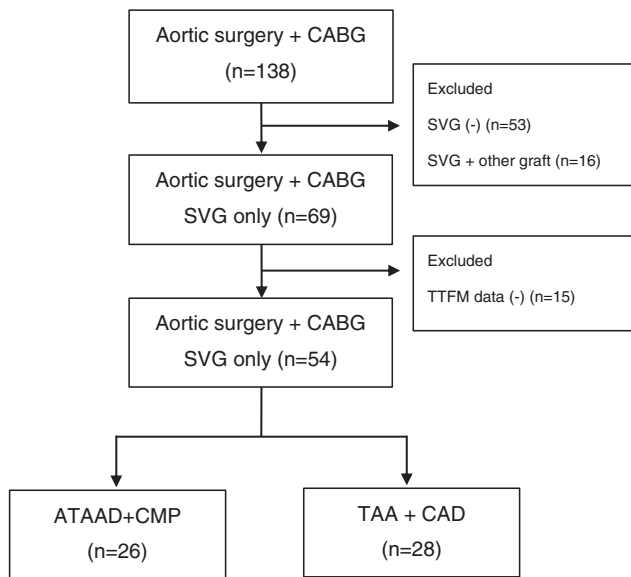 Aortic surgery + CABG
(n=138)
Excluded
SVG (-) (n=53)
SVG + other graft (n=16)
Aortic surgery + CABG
SVG only (n=69)
Excluded
TTFM data (-) (n=15)
Aortic surgery + CABG
SVG only (n=54)
ATAAD+CMP
(n=26)
TAA + CAD
(n=28)